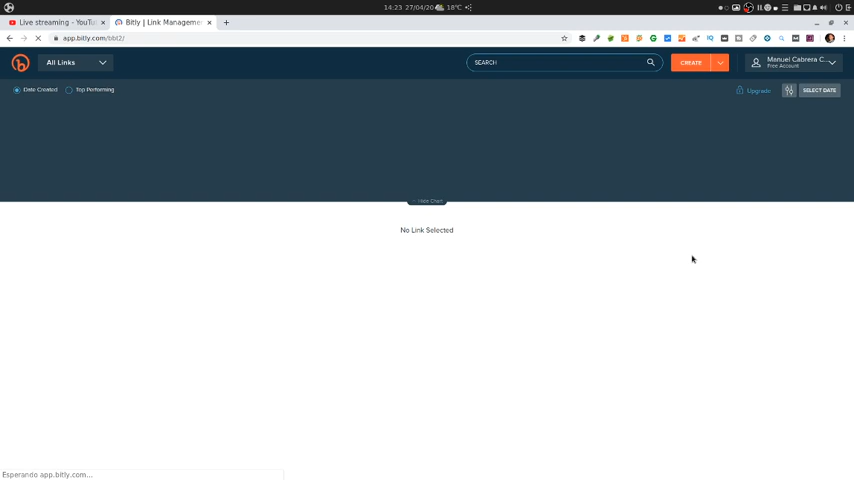 14:23 27/04/20 18°C
Live streaming - YouTu
Bitly | Link Managemen
app.bitly.com/bbt2/
All Links
SEARCH
CREATE
Manuel Cabrera C...
Free Account
Date Created
Top Performing
Upgrade
SELECT DATE
Hide Chart
No Link Selected
Esperando app.bitly.com...